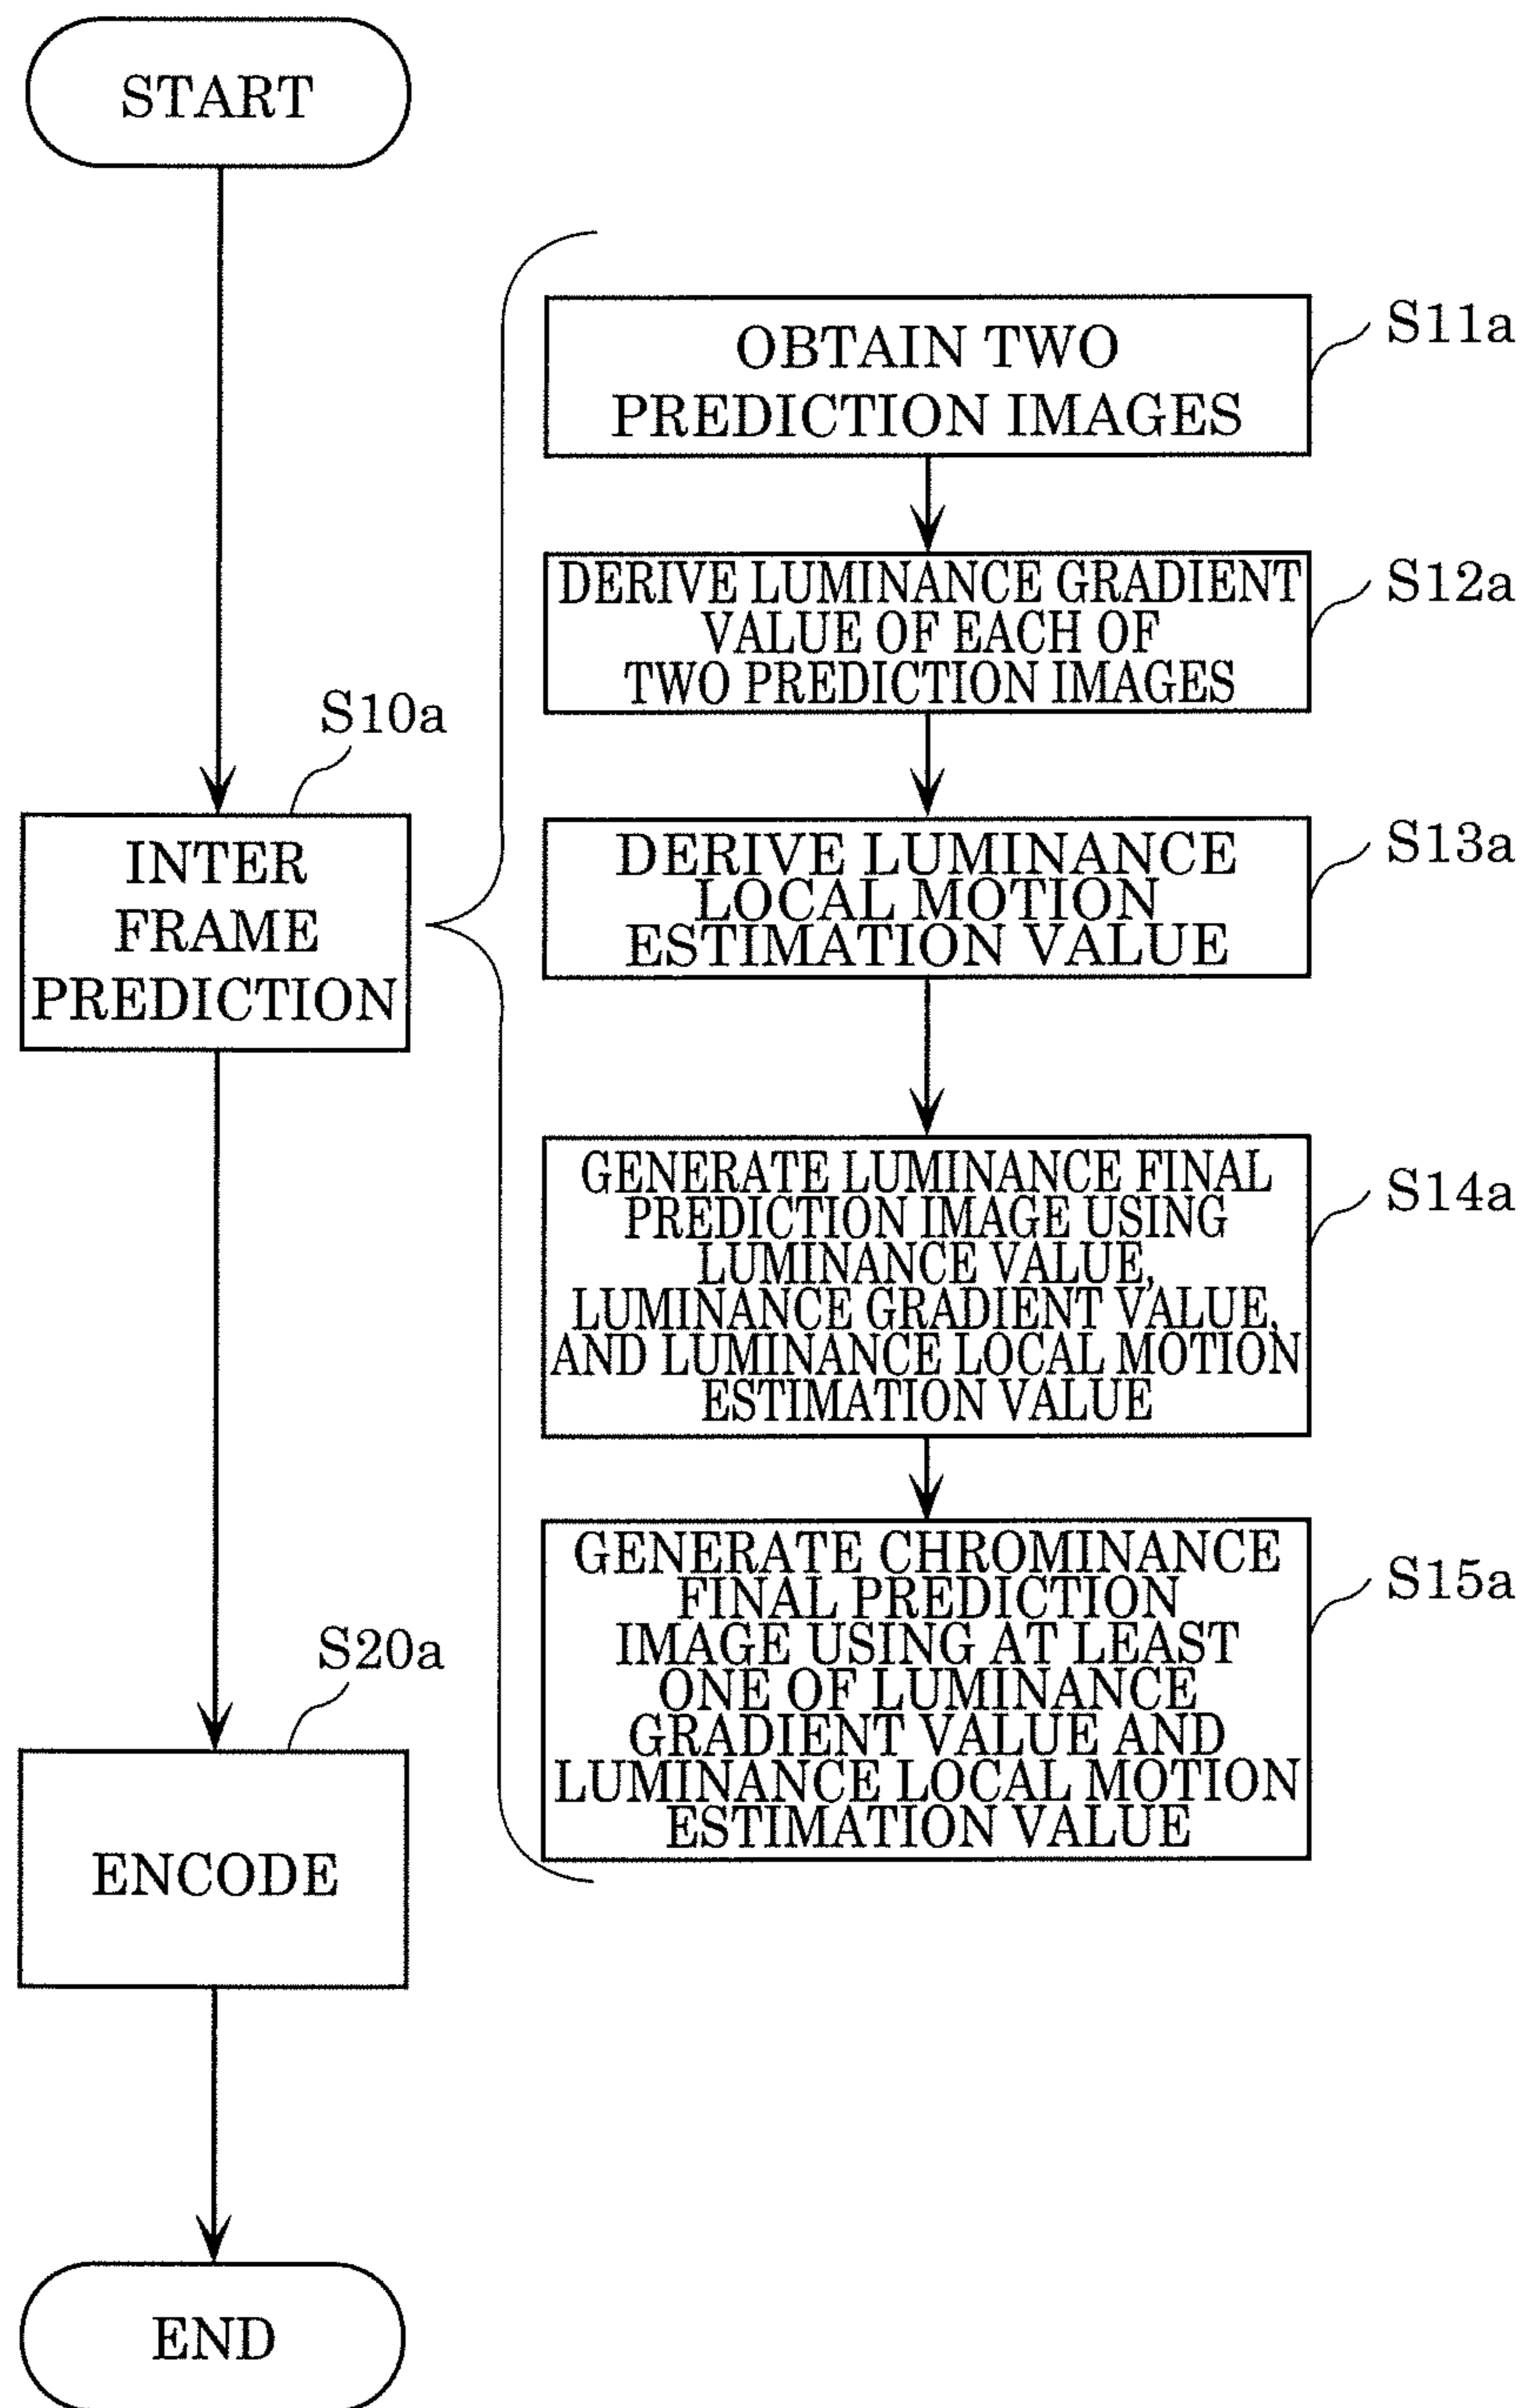 START
S10a
INTER
FRAME
PREDICTION
S20a
ENCODE
END
OBTAIN TWO
PREDICTION IMAGES
S11a
DERIVE LUMINANCE GRADIENT
VALUE OF EACH OF
TWO PREDICTION IMAGES
S12a
DERIVE LUMINANCE
LOCAL MOTION
ESTIMATION VALUE
S13a
GENERATE LUMINANCE FINAL
PREDICTION IMAGE USING
LUMINANCE VALUE,
LUMINANCE GRADIENT VALUE,
AND LUMINANCE LOCAL MOTION
ESTIMATION VALUE
S14a
GENERATE CHROMINANCE
FINAL PREDICTION
IMAGE USING AT LEAST
ONE OF LUMINANCE
GRADIENT VALUE AND
LUMINANCE LOCAL MOTION
ESTIMATION VALUE
S15a